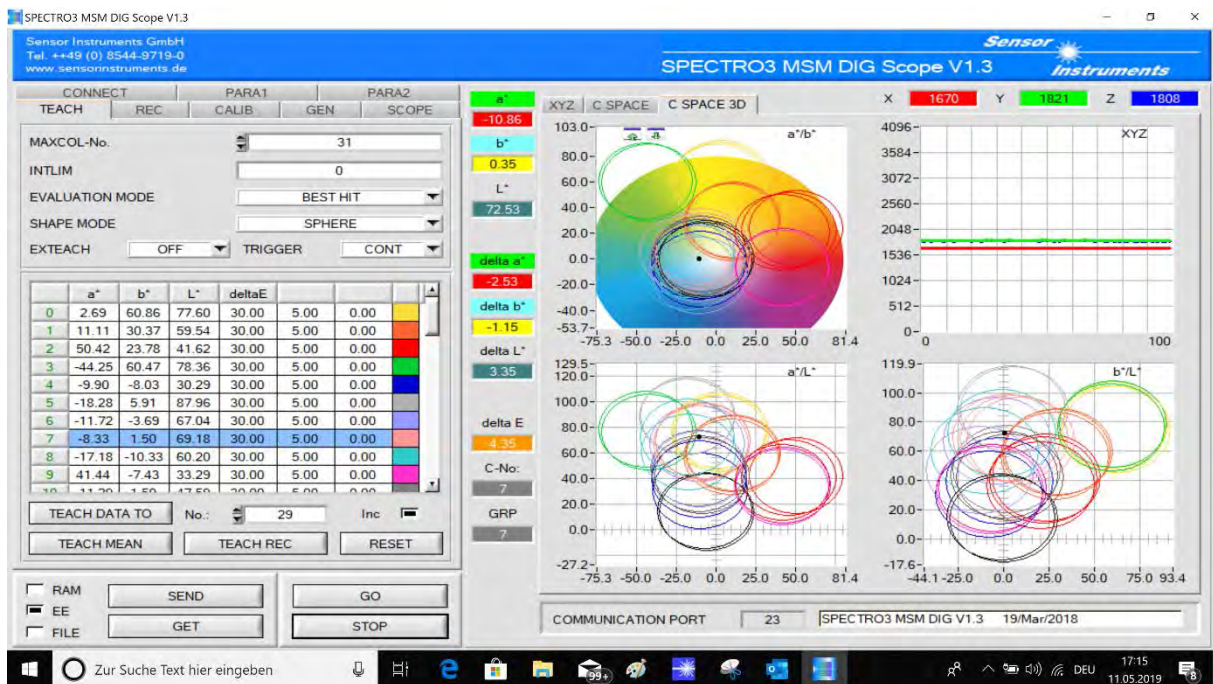 SPECTRO3 MSM DIG Scope V1.3
Sensor Instruments GmbH
Tel. ++49 (0) 8544-9719-0
www.sensorinstruments.de
SPECTRO3 MSM DIG Scope V1.3
Sensor
Instruments
CONNECT PARA1 PARA2
TEACH REC CALIB GEN SCOPE
MAXCOL-No. 31
INTLIM 0
EVALUATION MODE BEST HIT
SHAPE MODE SPHERE
EXTEACH OFF TRIGGER CONT
a* b* L* deltaE
0 2.69 60.86 77.60 30.00 5.00 0.00
1 11.11 30.37 59.54 30.00 5.00 0.00
2 50.42 23.78 41.62 30.00 5.00 0.00
3 -44.25 60.47 78.36 30.00 5.00 0.00
4 -9.90 -8.03 30.29 30.00 5.00 0.00
5 -18.28 5.91 87.96 30.00 5.00 0.00
6 -11.72 -3.69 67.04 30.00 5.00 0.00
7 -8.33 1.50 69.18 30.00 5.00 0.00
8 -17.18 -10.33 60.20 30.00 5.00 0.00
9 41.44 -7.43 33.29 30.00 5.00 0.00
TEACH DATA TO No.: 29 Inc
TEACH MEAN TEACH REC RESET
RAM
EE
FILE
SEND GO
GET STOP
a*
-10.86
b*
0.35
L*
72.53
delta a*
-2.53
delta b*
-1.15
delta L*
3.35
delta E
4.35
C-No:
7
GRP
7
XYZ C SPACE C SPACE 3D
X 1670 Y 1821 Z 1808
a*/b*
103.0-
80.0-
60.0-
40.0-
20.0-
0.0-
-20.0-
-40.0-
-53.7-
-75.3 -50.0 -25.0 0.0 25.0 50.0 81.4
XYZ
4096-
3584-
3072-
2560-
2048-
1536-
1024-
512-
0-
0 100
a*/L*
129.5-
120.0-
100.0-
80.0-
60.0-
40.0-
20.0-
0.0-
-27.2-
-75.3 -50.0 -25.0 0.0 25.0 50.0 81.4
b*/L*
119.9-
100.0-
80.0-
60.0-
40.0-
20.0-
0.0-
-17.6-
-44.1 -25.0 0.0 25.0 50.0 75.0 93.4
COMMUNICATION PORT 23 SPECTRO3 MSM DIG V1.3 19/Mar/2018
Zur Suche Text hier eingeben
99+
DEU
17:15
11.05.2019
8